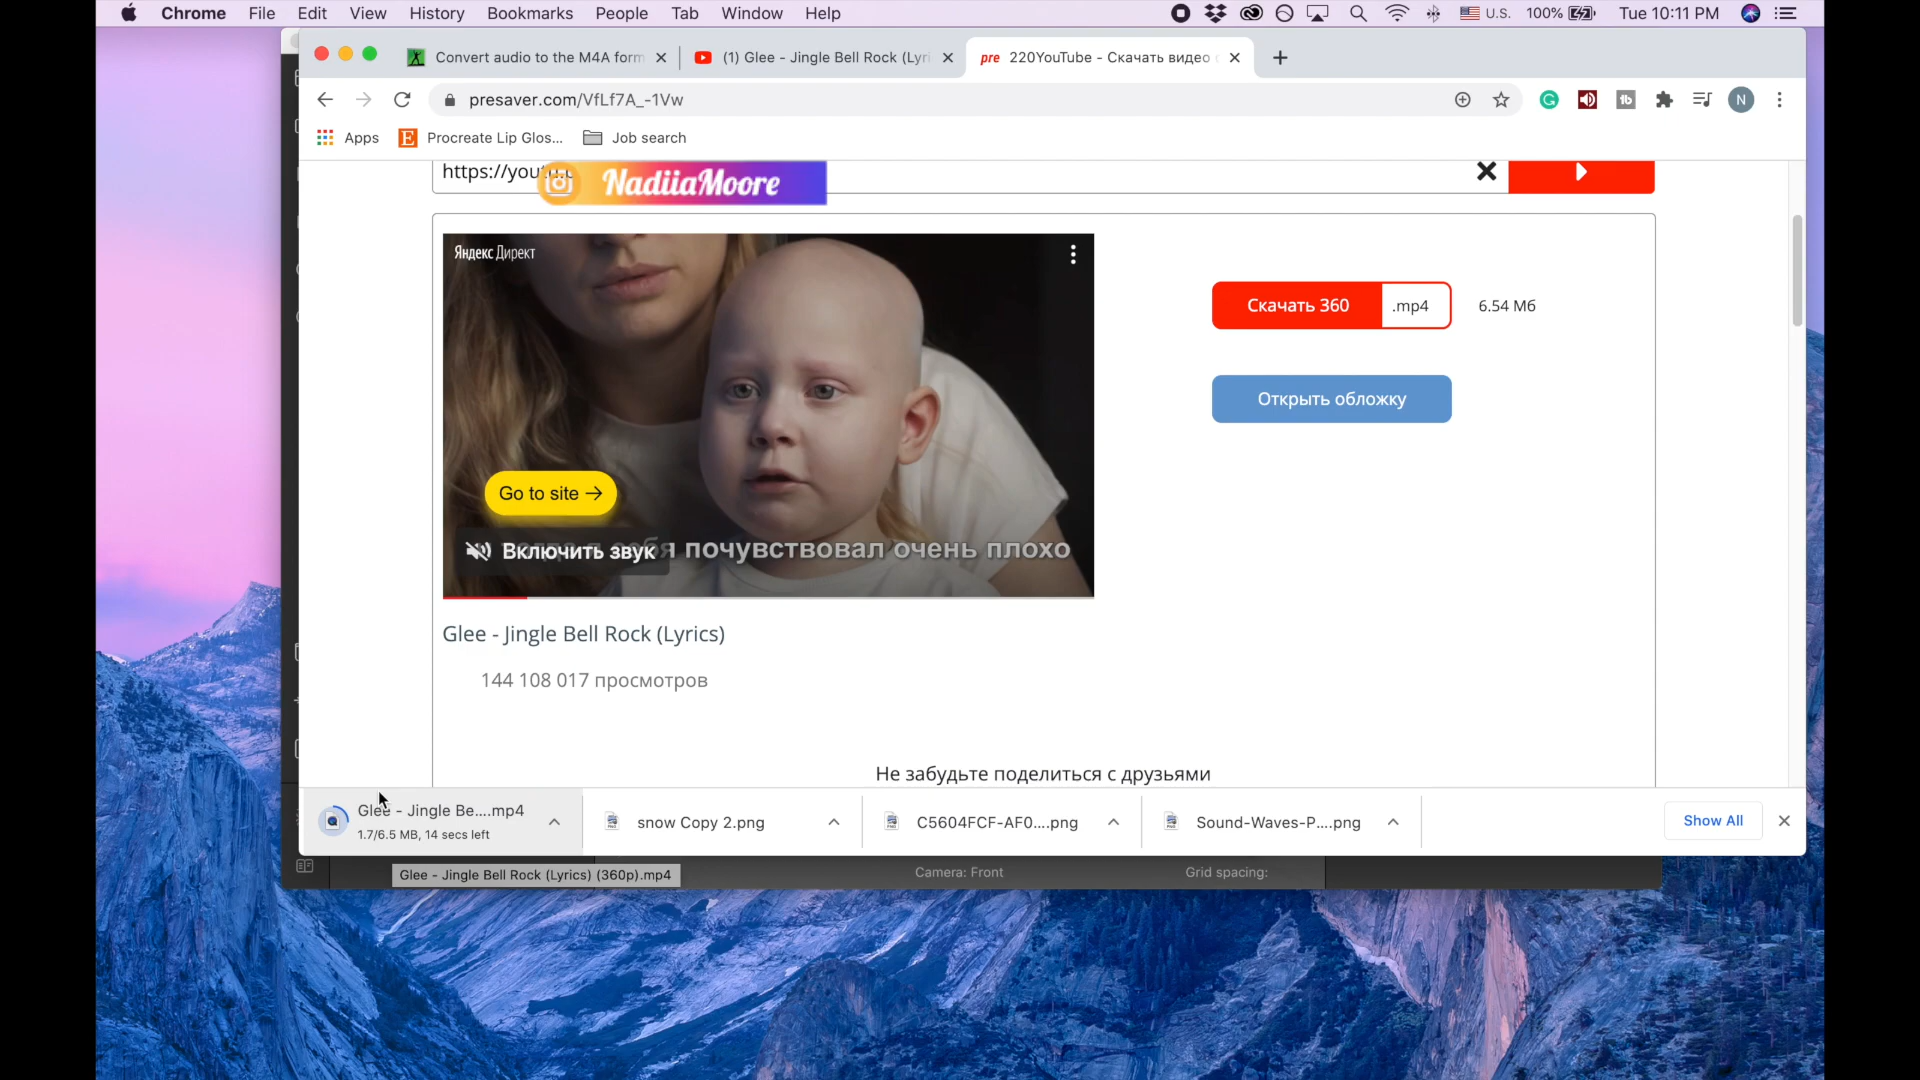 Chrome File Edit View History Bookmarks People Tab Window Help U.S. 100% Tue 10:11 PM
Convert audio to the M4A form (1) Glee - Jingle Bell Rock (Lyri pre 220YouTube - Скачать видео
presaver.com/VfLf7A_-1Vw N
Apps Procreate Lip Glos... Job search
https://yout
NadiiaMoore
Яндекс Директ
Скачать 360 .mp4 6.54 Мб
Открыть обложку
Go to site →
Включить звук почувствовал очень плохо
Glee - Jingle Bell Rock (Lyrics)
144 108 017 просмотров
Не забудьте поделиться с друзьями
Glee - Jingle Be....mp4
1.7/6.5 MB, 14 secs left
snow Copy 2.png
C5604FCF-AF0....png
Sound-Waves-P....png
Show All
Glee - Jingle Bell Rock (Lyrics) (360p).mp4
Camera: Front
Grid spacing: